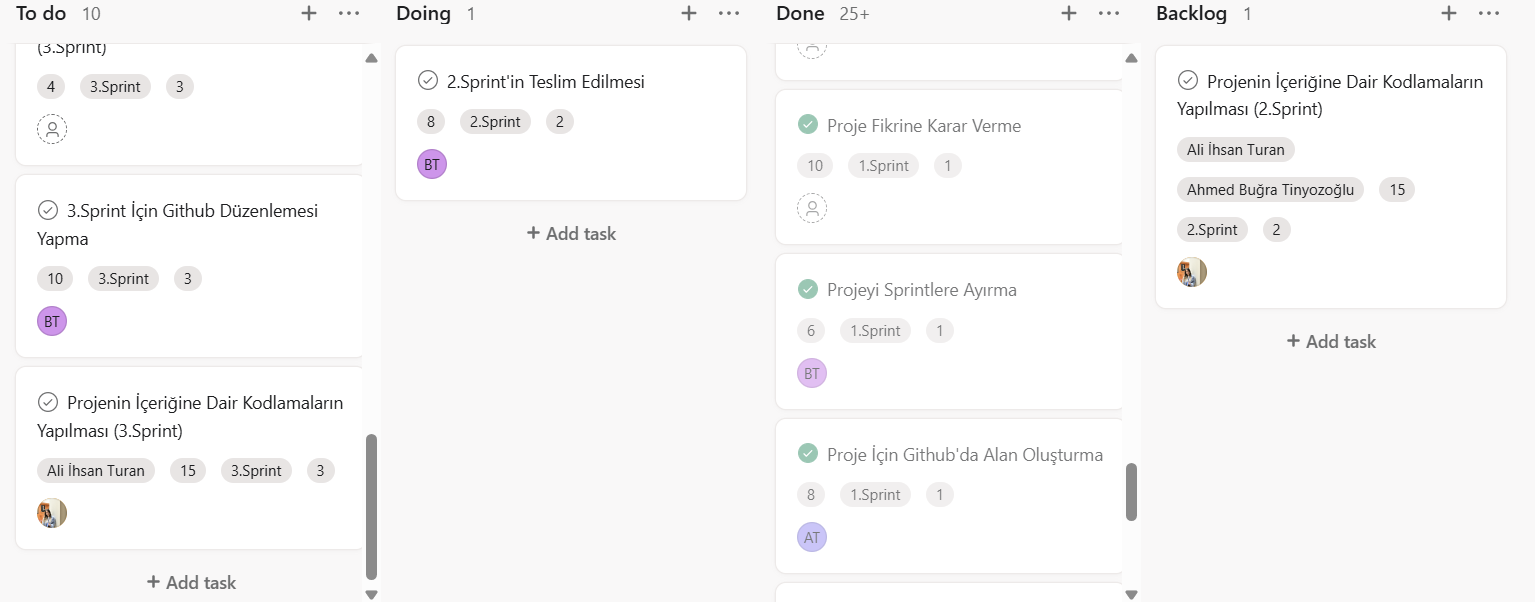 To do 10
(3.Sprint)
4 3.Sprint 3
3.Sprint İçin Github Düzenlemesi
Yapma
10 3.Sprint 3
BT
Projenin İçeriğine Dair Kodlamaların
Yapılması (3.Sprint)
Ali İhsan Turan 15 3.Sprint 3
+ Add task
Doing 1
2.Sprint'in Teslim Edilmesi
8 2.Sprint 2
BT
+ Add task
Done 25+
Proje Fikrine Karar Verme
10 1.Sprint 1
Projeyi Sprintlere Ayırma
6 1.Sprint 1
BT
Proje İçin Github'da Alan Oluşturma
8 1.Sprint 1
AT
Backlog 1
Projenin İçeriğine Dair Kodlamaların
Yapılması (2.Sprint)
Ali İhsan Turan
Ahmed Buğra Tinyozoğlu 15
2.Sprint 2
+ Add task